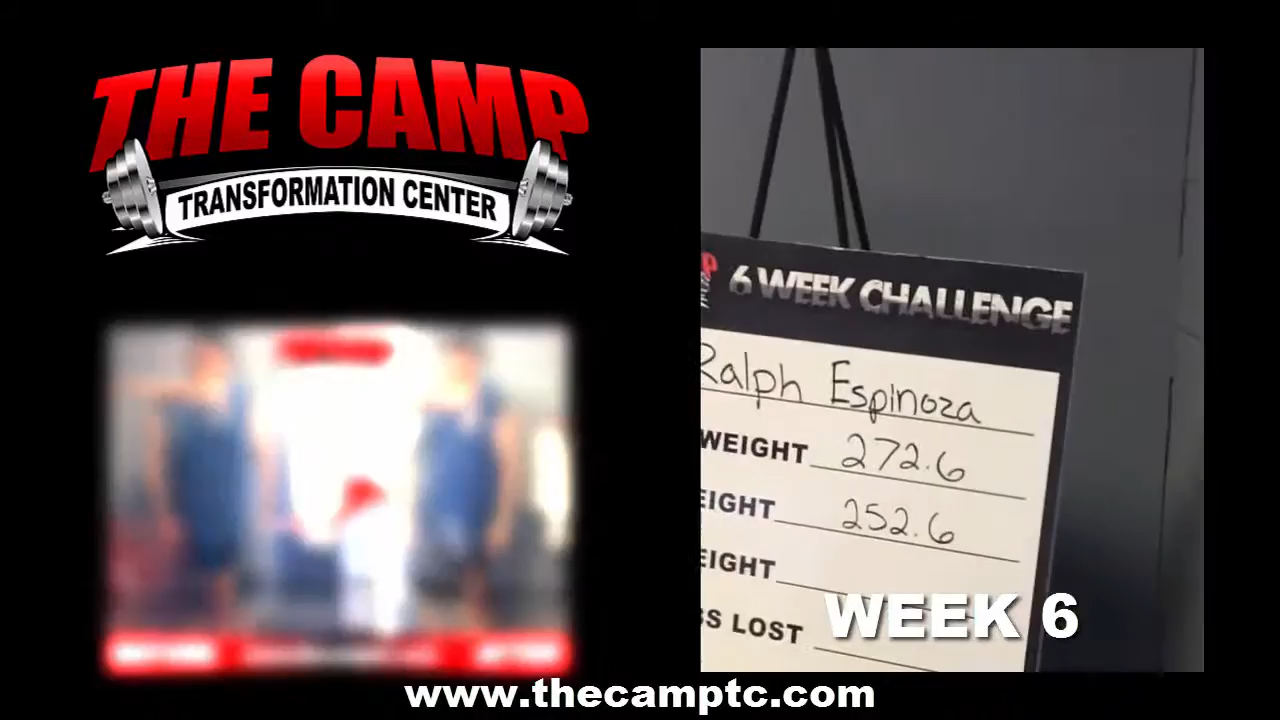 THE CAMP
TRANSFORMATION CENTER
6 WEEK CHALLENGE
Ralph Espinoza
WEIGHT 272.6
EIGHT 252.6
EIGHT
LOST
WEEK 6
www.thecamptc.com